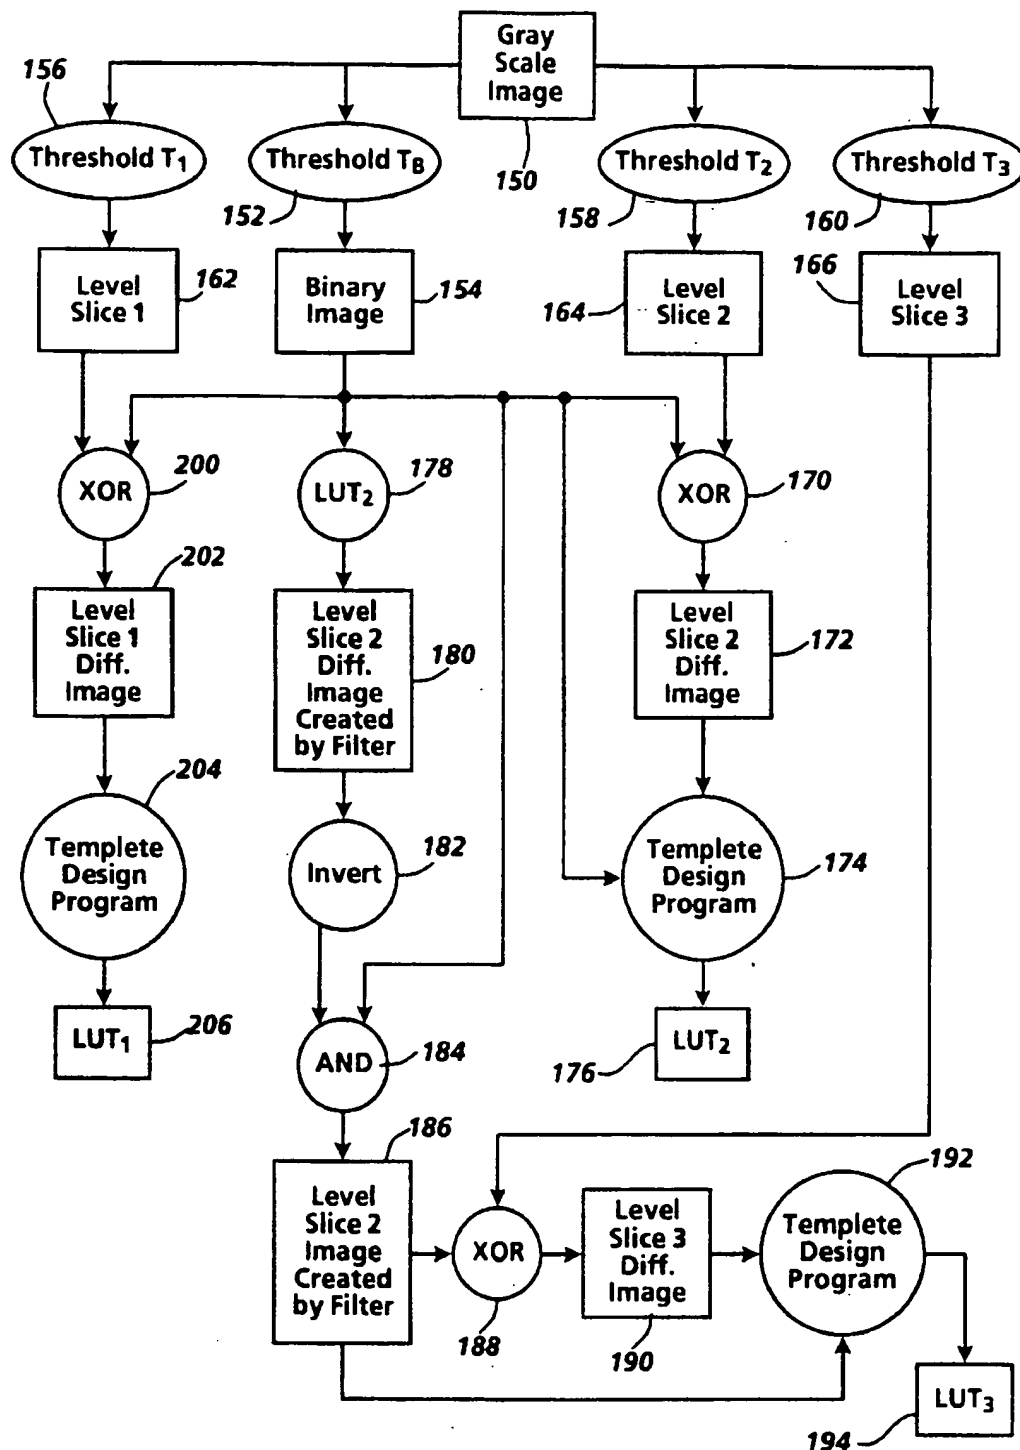 Gray
Scale
Image
150
156
Threshold T1
Threshold TB
152
Threshold T2
158
Threshold T3
160
Level
Slice 1
162
Binary
Image
154
Level
Slice 2
164
Level
Slice 3
166
XOR
200
LUT2
178
XOR
170
Level
Slice 1
Diff.
Image
202
Level
Slice 2
Diff.
Image
Created
by Filter
180
Level
Slice 2
Diff.
Image
172
Templete
Design
Program
204
Invert
182
Templete
Design
Program
174
LUT1
206
AND
184
LUT2
176
Level
Slice 2
Image
Created
by Filter
186
XOR
188
Level
Slice 3
Diff.
Image
190
Templete
Design
Program
192
LUT3
194